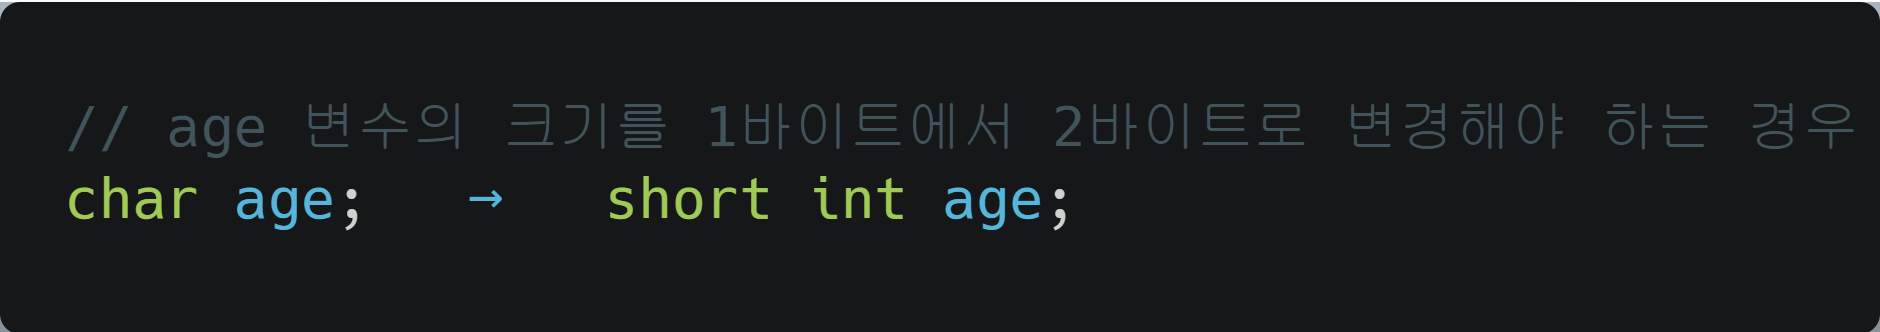 // age 변수의 크기를 1바이트에서 2바이트로 변경해야 하는 경우
char age;   →   short int age;